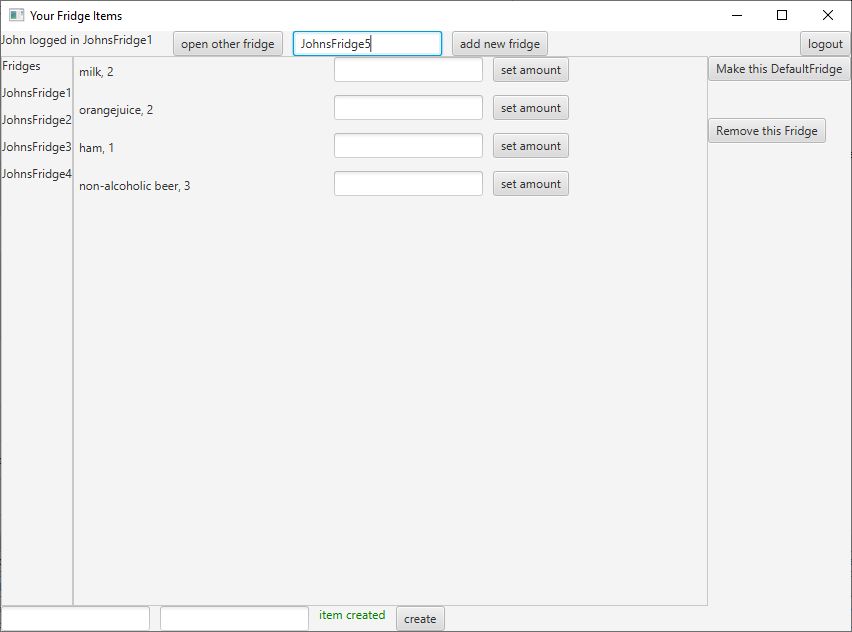 Your Fridge Items
John logged in JohnsFridge1
open other fridge
JohnsFridge5
add new fridge
logout
Fridges
JohnsFridge1
JohnsFridge2
JohnsFridge3
JohnsFridge4
milk, 2
set amount
orangejuice, 2
set amount
ham, 1
set amount
non-alcoholic beer, 3
set amount
Make this DefaultFridge
Remove this Fridge
item created
create